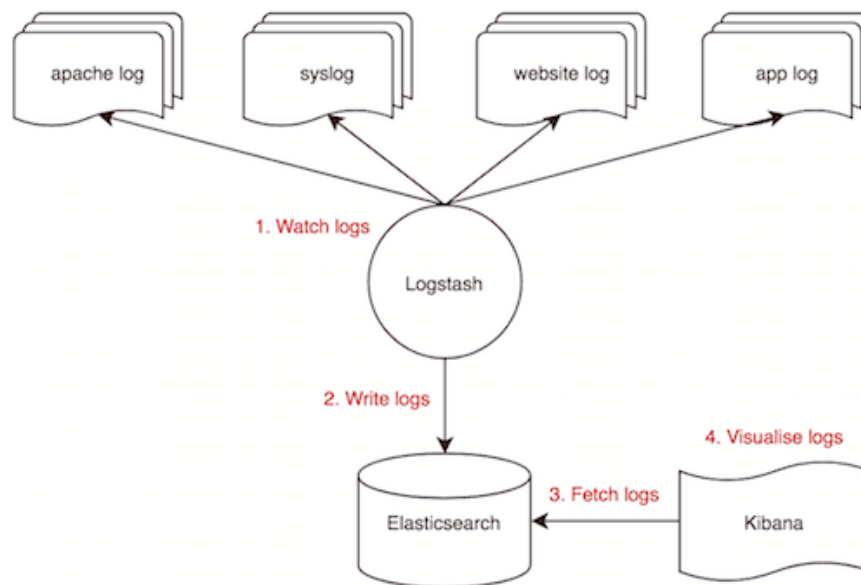 apache log
syslog
website log
app log
1. Watch logs
Logstash
2. Write logs
4. Visualise logs
3. Fetch logs
Elasticsearch
Kibana